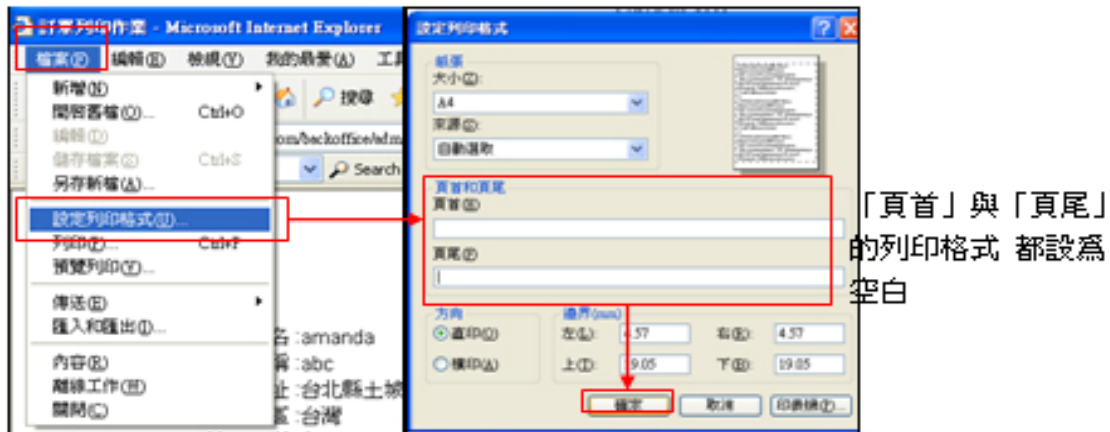 訂單列印作業 - Microsoft Internet Explorer
檔案(F) 編輯(E) 檢視(V) 我的最愛(A) 工具
新增(N)
開啟舊檔(O)... Ctrl+O
編輯(D)
儲存檔案(S) Ctrl+S
另存新檔(A)...
設定列印格式(U)...
列印(P)... Ctrl+P
預覽列印(V)...
傳送(E)
匯入和匯出(I)...
內容(R)
離線工作(W)
關閉(C)
搜尋
com/backoffice/adm
Search
名 :amanda
稱 :abc
址 :台北縣土城
區 :台灣
設定列印格式
紙張
大小(Z):
A4
來源(S):
自動選取
頁首和頁尾
頁首(H)
頁尾(F)
方向
直印(O)
橫印(A)
邊界(mm)
左(L): 4.57 右(R): 4.57
上(T): 19.05 下(B): 19.05
確定 取消 印表機(P)...
「頁首」與「頁尾」
的列印格式 都設為
空白